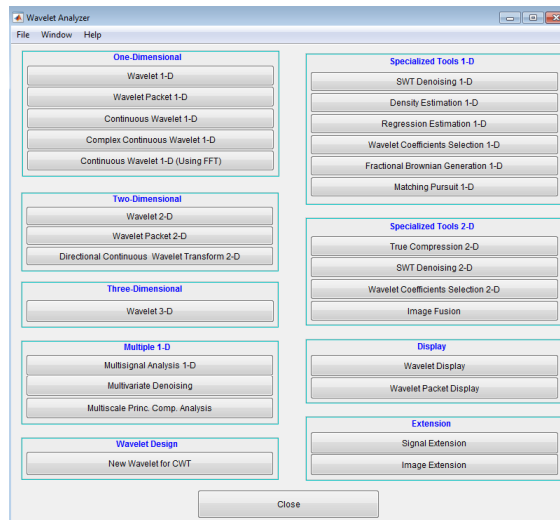 Wavelet Analyzer
File Window Help
One-Dimensional
Wavelet 1-D
Wavelet Packet 1-D
Continuous Wavelet 1-D
Complex Continuous Wavelet 1-D
Continuous Wavelet 1-D (Using FFT)
Two-Dimensional
Wavelet 2-D
Wavelet Packet 2-D
Directional Continuous Wavelet Transform 2-D
Three-Dimensional
Wavelet 3-D
Multiple 1-D
Multisignal Analysis 1-D
Multivariate Denoising
Multiscale Princ. Comp. Analysis
Wavelet Design
New Wavelet for CWT
Specialized Tools 1-D
SWT Denoising 1-D
Density Estimation 1-D
Regression Estimation 1-D
Wavelet Coefficients Selection 1-D
Fractional Brownian Generation 1-D
Matching Pursuit 1-D
Specialized Tools 2-D
True Compression 2-D
SWT Denoising 2-D
Wavelet Coefficients Selection 2-D
Image Fusion
Display
Wavelet Display
Wavelet Packet Display
Extension
Signal Extension
Image Extension
Close